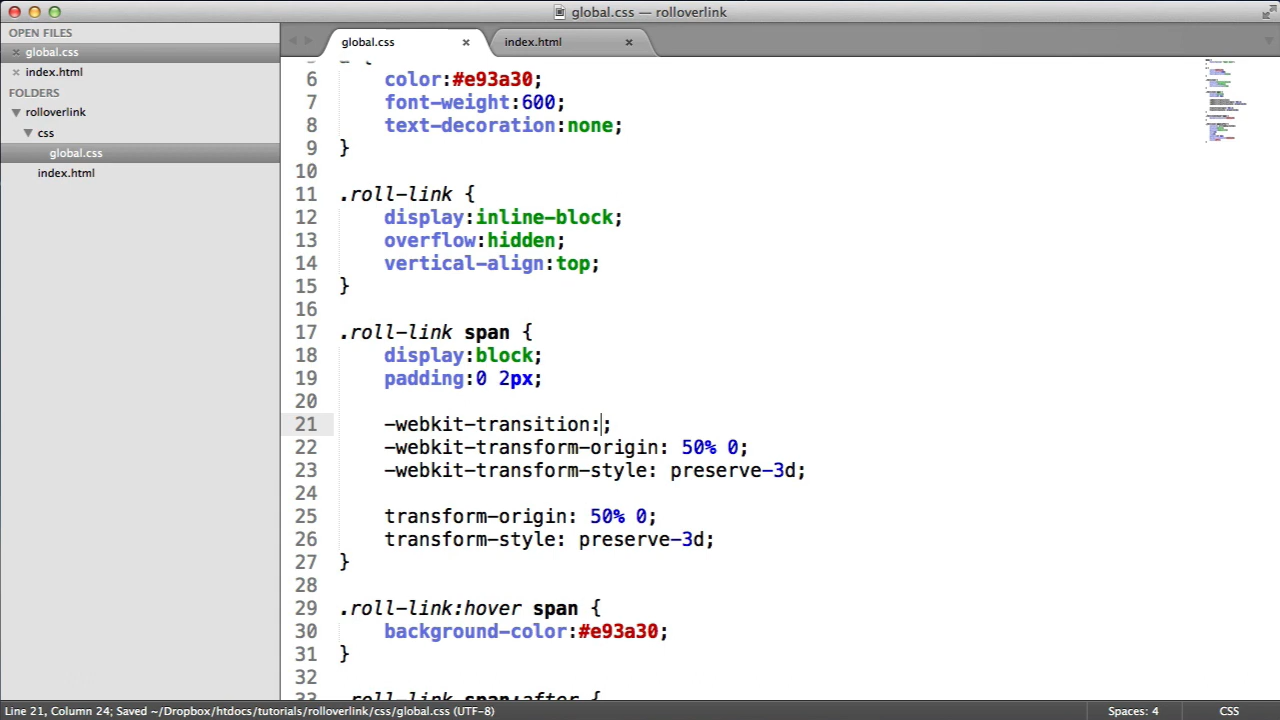 global.css — rolloverlink
OPEN FILES
global.css
index.html
FOLDERS
rolloverlink
css
global.css
index.html
global.css
index.html
6 color:#e93a30;
7 font-weight:600;
8 text-decoration:none;
9 }
10
11 .roll-link {
12 display:inline-block;
13 overflow:hidden;
14 vertical-align:top;
15 }
16
17 .roll-link span {
18 display:block;
19 padding:0 2px;
20
21 -webkit-transition:;
22 -webkit-transform-origin: 50% 0;
23 -webkit-transform-style: preserve-3d;
24
25 transform-origin: 50% 0;
26 transform-style: preserve-3d;
27 }
28
29 .roll-link:hover span {
30 background-color:#e93a30;
31 }
32
33 .roll-link span:after {
Line 21, Column 24; Saved ~/Dropbox/htdocs/tutorials/rolloverlink/css/global.css (UTF-8)
Spaces: 4
CSS